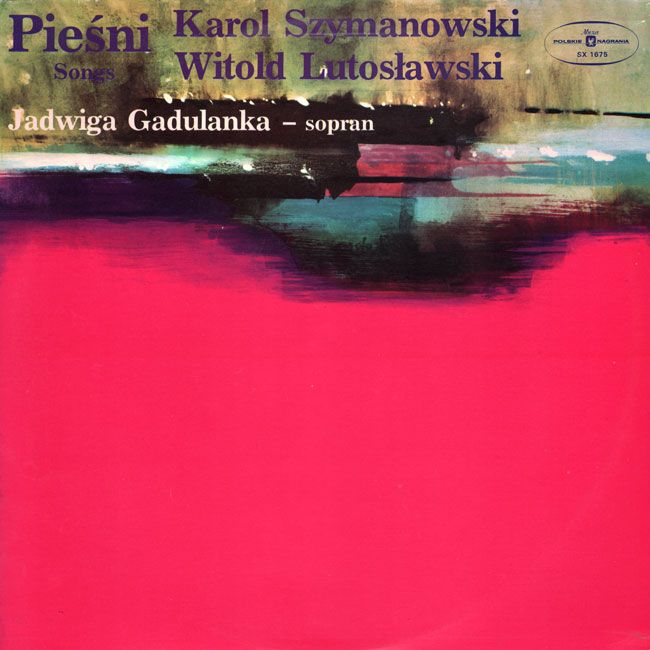 Pieśni
Songs
Karol Szymanowski
Witold Lutosławski
Jadwiga Gadulanka – sopran
Muza
POLSKIE NAGRANIA
SX 1675